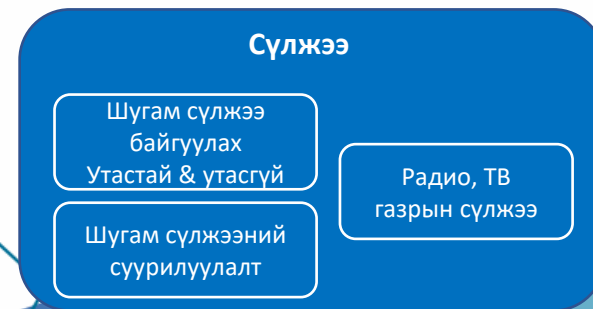 Сүлжээ
Шугам сүлжээ
байгуулах
Утастай & утасгүй
Шугам сүлжээний
суурилуулалт
Радио, ТВ
газрын сүлжээ